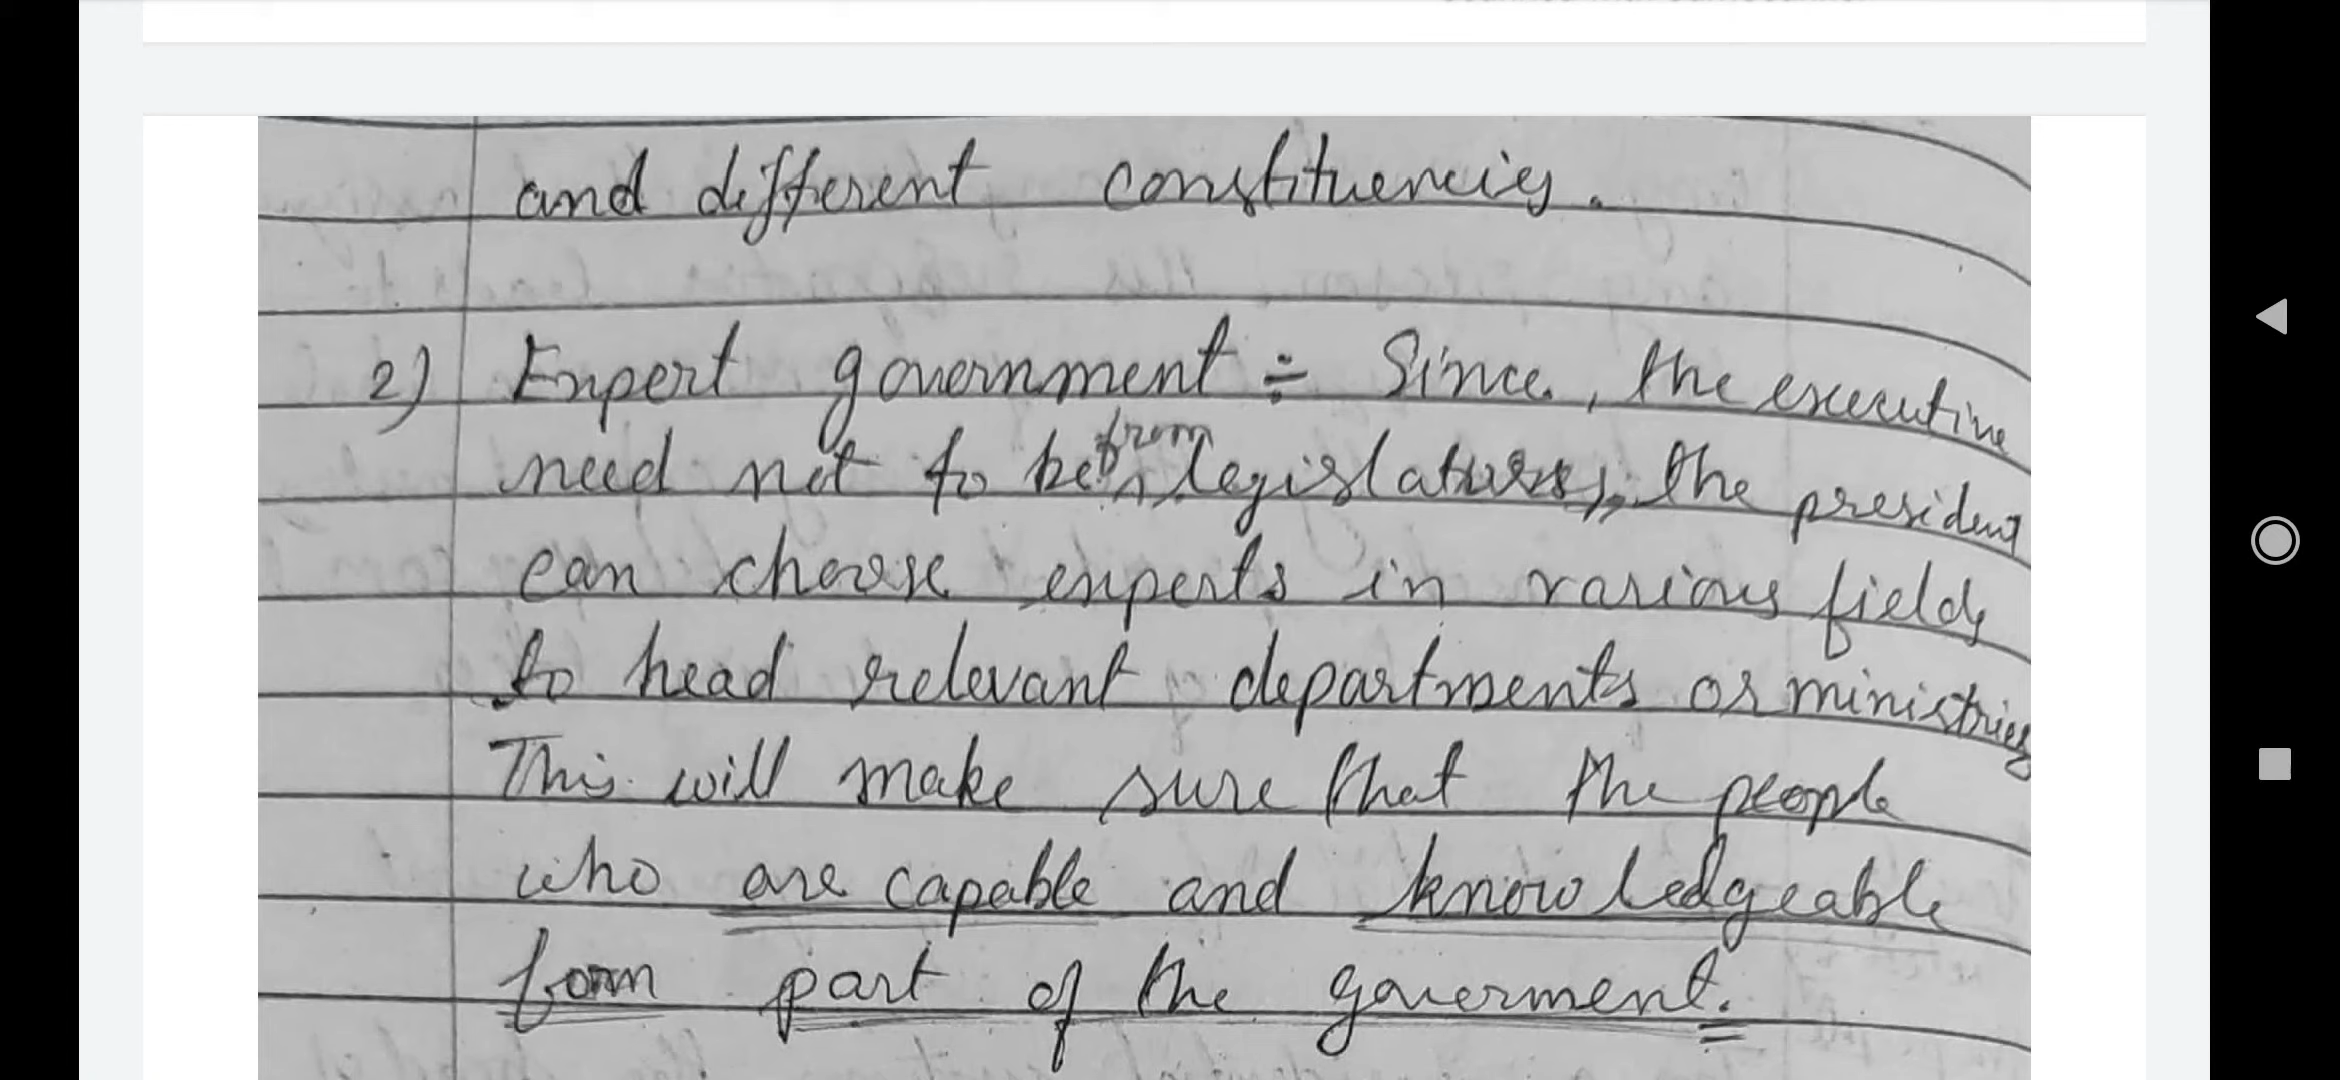 and different constituencies.
2) Expert government ÷ Since, the executive
need not to be from legislatures, the president
can choose experts in various fields
to head relevant departments or ministries
This will make sure that the people
who are capable and knowledgeable
form part of the goverment.